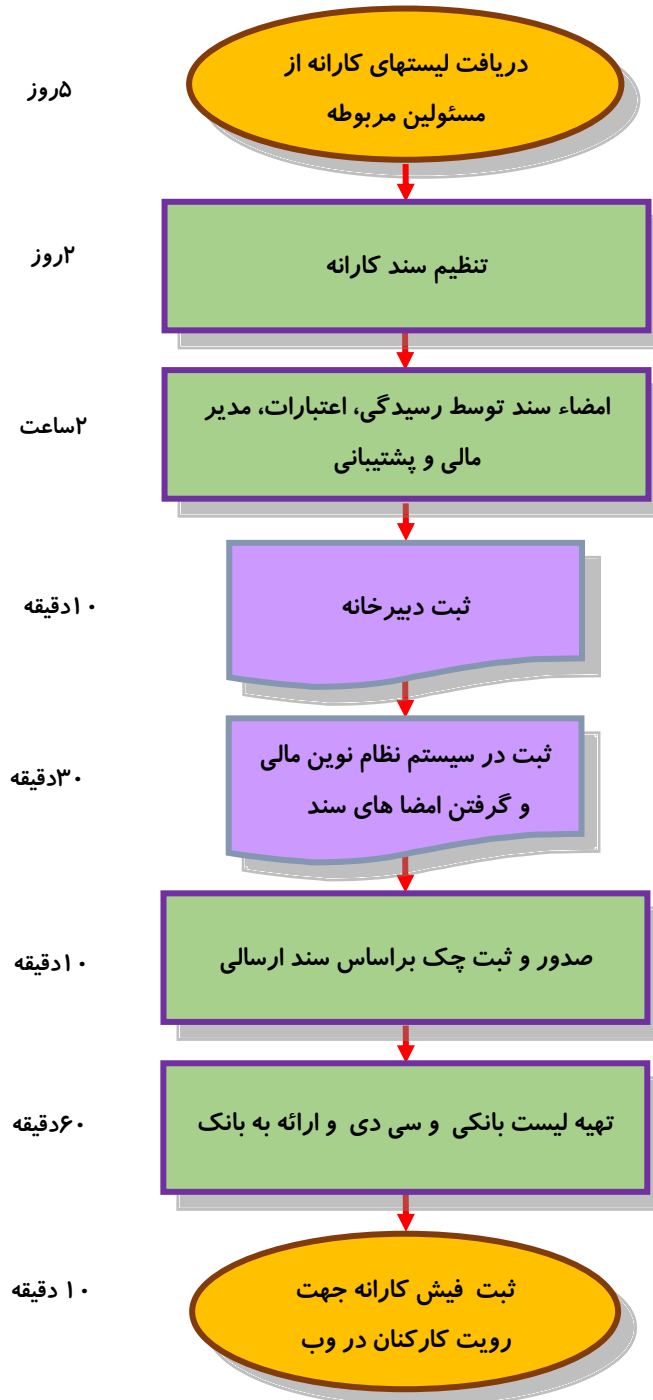 دریافت لیستهای کارانه از
مسئولین مربوطه
۵روز
تنظیم سند کارانه
۲روز
امضاء سند توسط رسیدگی، اعتبارات، مدیر
مالی و پشتیبانی
۲ساعت
ثبت دبیرخانه
۱۰دقیقه
ثبت در سیستم نظام نوین مالی
و گرفتن امضا های سند
۳۰دقیقه
صدور و ثبت چک براساس سند ارسالی
۱۰دقیقه
تهیه لیست بانکی و سی دی و ارائه به بانک
۶۰دقیقه
ثبت فیش کارانه جهت
رویت کارکنان در وب
۱۰ دقیقه